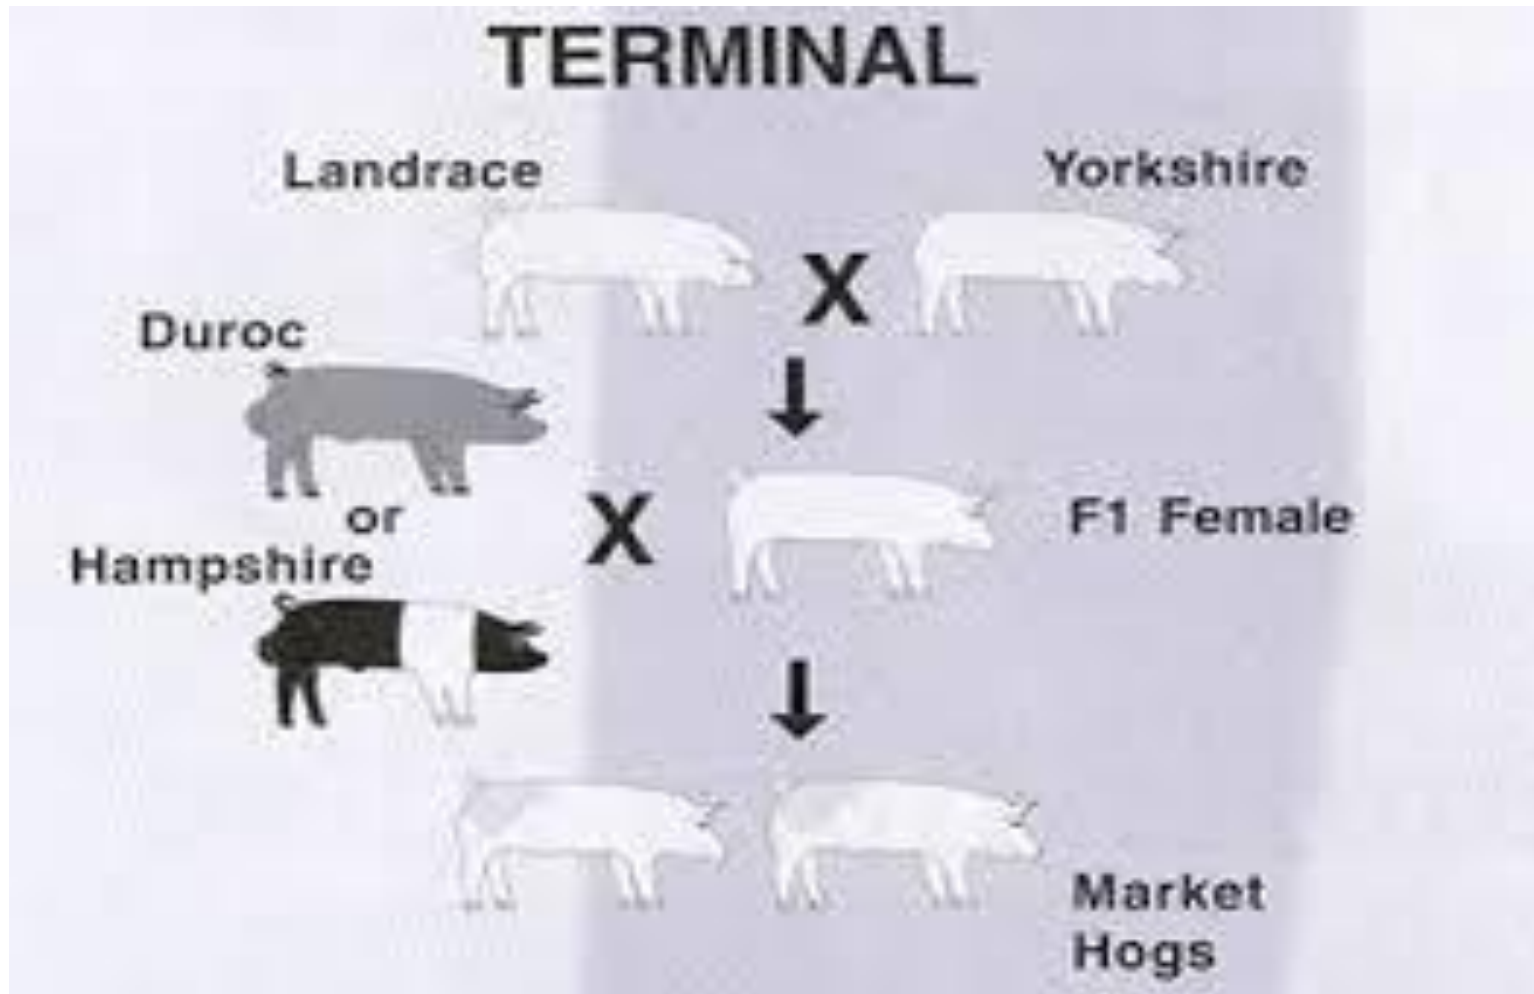 TERMINAL
Landrace
Yorkshire
X
Duroc
or
X
F1 Female
Hampshire
Market
Hogs